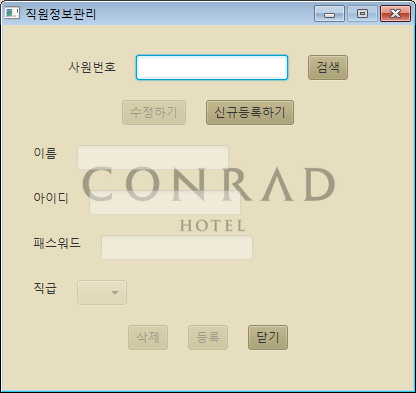 직원정보관리
사원번호 검색
수정하기 신규등록하기
이름
CONRAD
아이디
HOTEL
패스워드
직급
삭제 등록 닫기